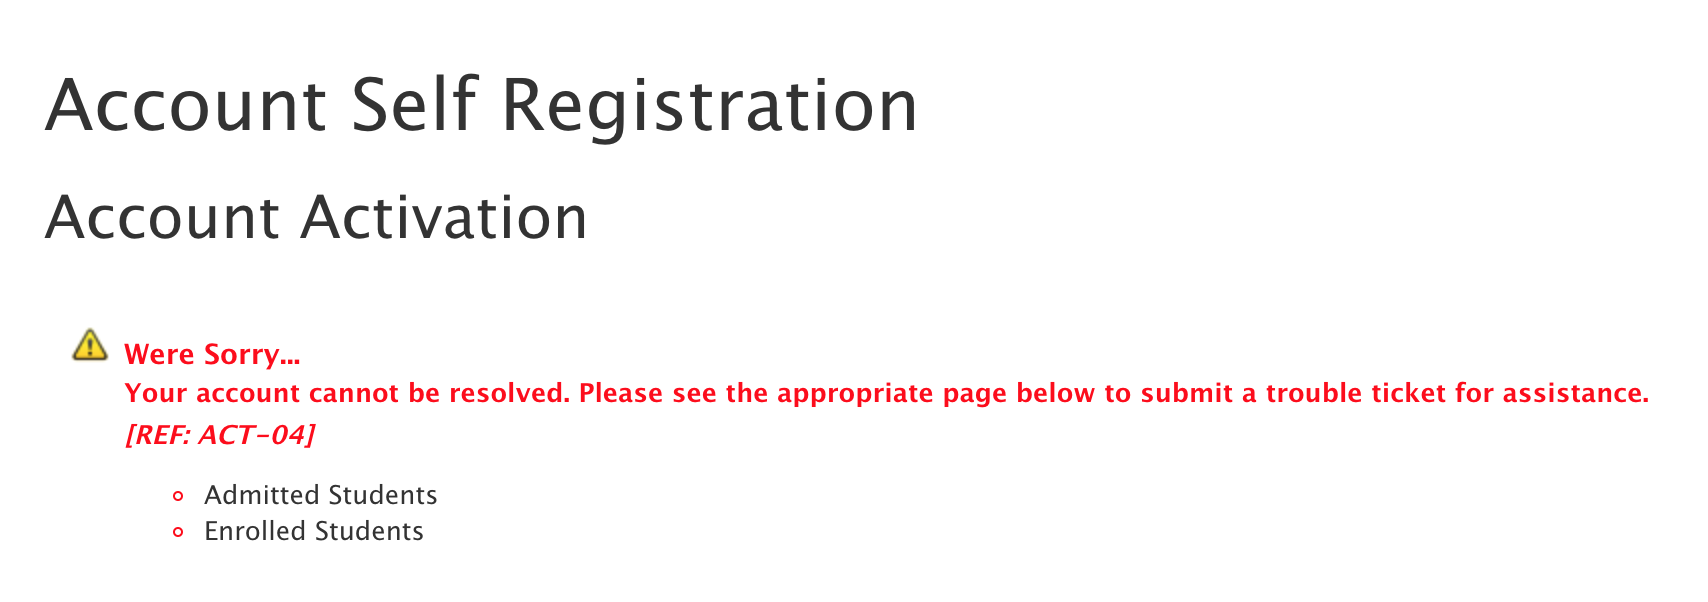 Account Self Registration
Account Activation
Were Sorry...
Your account cannot be resolved. Please see the appropriate page below to submit a trouble ticket for assistance.
[REF: ACT-04]
Admitted Students
Enrolled Students